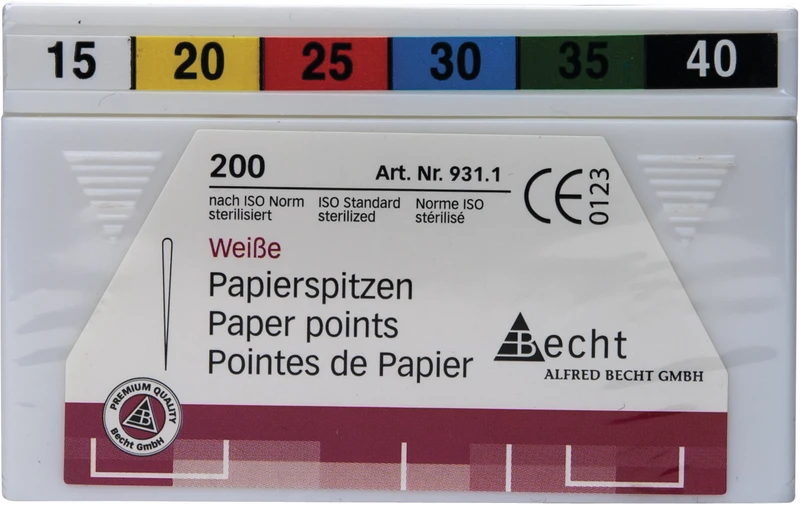 15 20 25 30 35 40
200 Art. Nr. 931.1
nach ISO Norm ISO Standard Norme ISO
sterilisiert sterilized stérilisé
CE 0123
Weiße
Papierspitzen
Paper points
Pointes de Papier
Becht
ALFRED BECHT GMBH
PREMIUM QUALITY
B
Becht GmbH